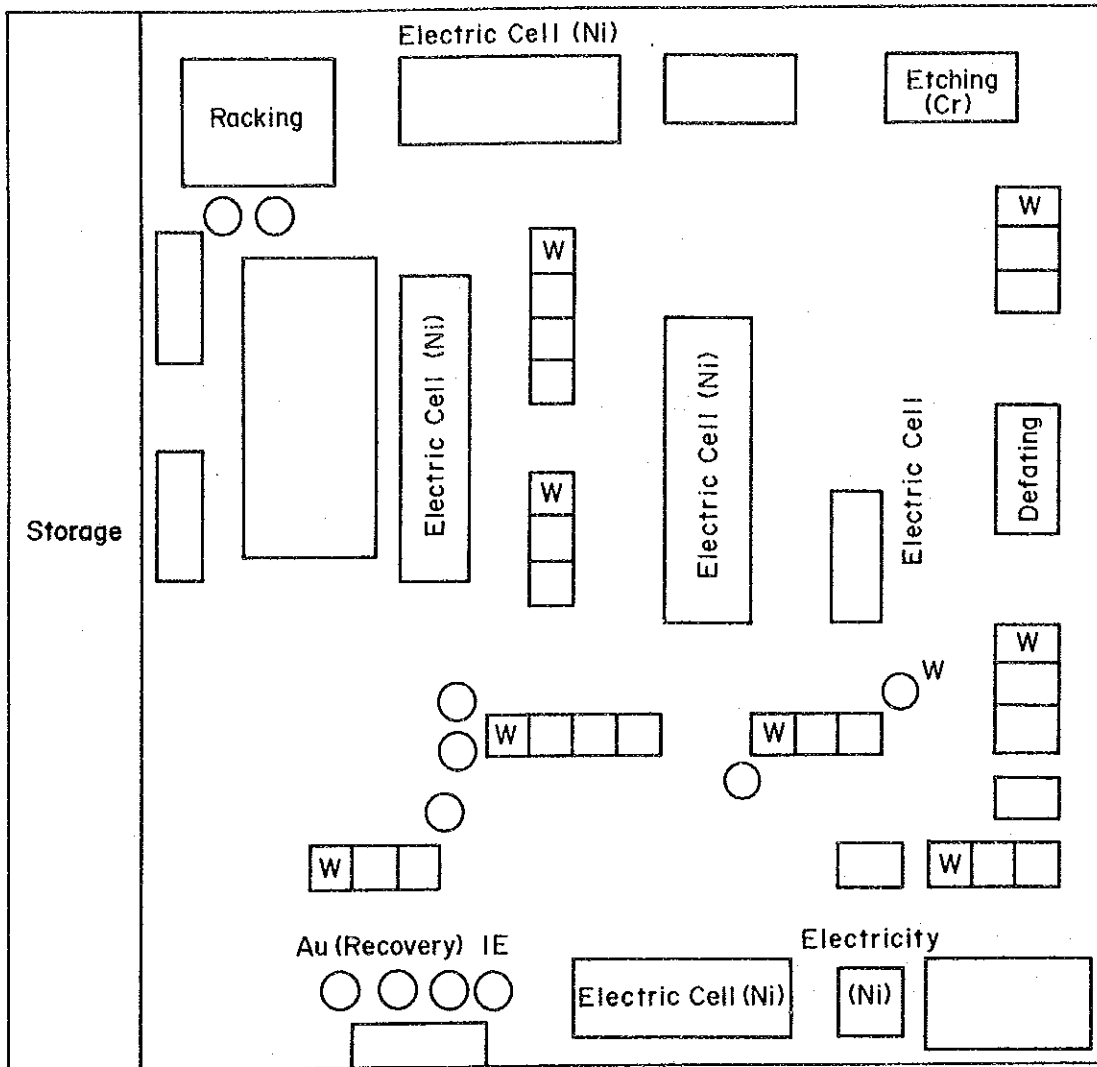 Electric Cell (Ni)
Racking
Etching
(Cr)
W
W
Electric Cell (Ni)
Electric Cell (Ni)
Electric Cell
Defating
W
Storage
W
W
W
W
W
W
Au (Recovery) IE
Electricity
Electric Cell (Ni)
(Ni)